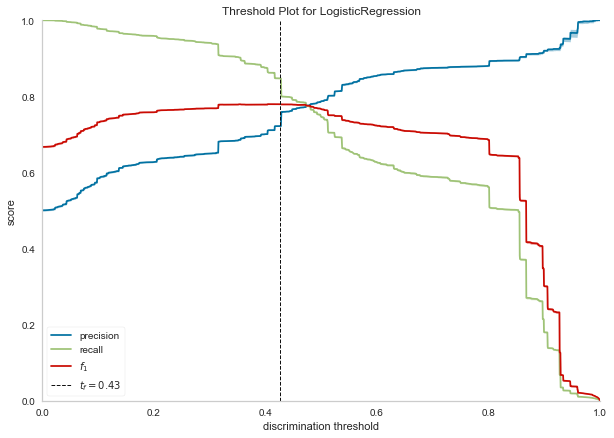 Threshold Plot for LogisticRegression
1.0
0.8
0.6
0.4
0.2
0.0
score
precision
recall
f₁
tᵣ = 0.43
0.0 0.2 0.4 0.6 0.8 1.0
discrimination threshold